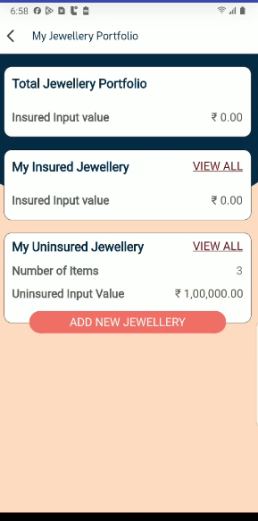 6:58
My Jewellery Portfolio
Total Jewellery Portfolio
Insured Input value ₹ 0.00
My Insured Jewellery VIEW ALL
Insured Input value ₹ 0.00
My Uninsured Jewellery VIEW ALL
Number of Items 3
Uninsured Input Value ₹ 1,00,000.00
ADD NEW JEWELLERY